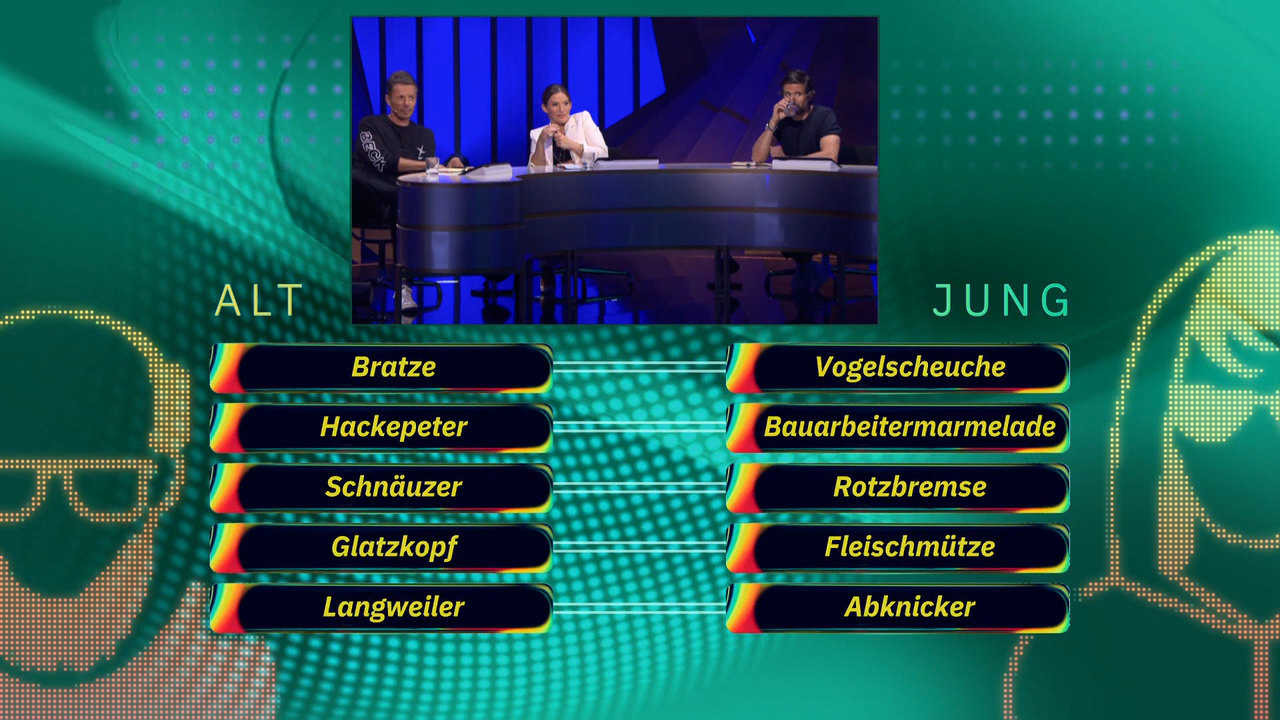 ALT
JUNG
Bratze
Vogelscheuche
Hackepeter
Bauarbeitermarmelade
Schnäuzer
Rotzbremse
Glatzkopf
Fleischmütze
Langweiler
Abknicker